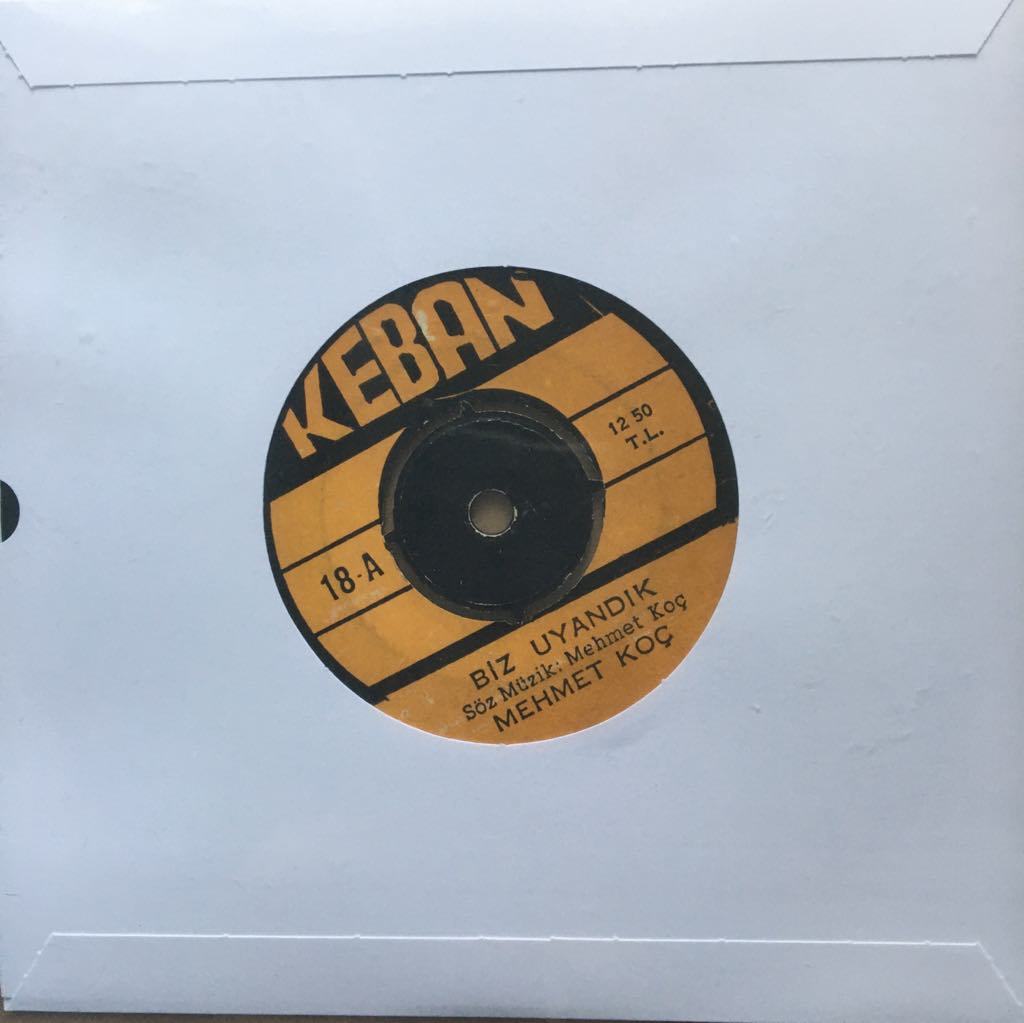 KEBAN
12 50
T.L.
18-A
BİZ UYANDIK
Söz Müzik: Mehmet Koç
MEHMET KOÇ